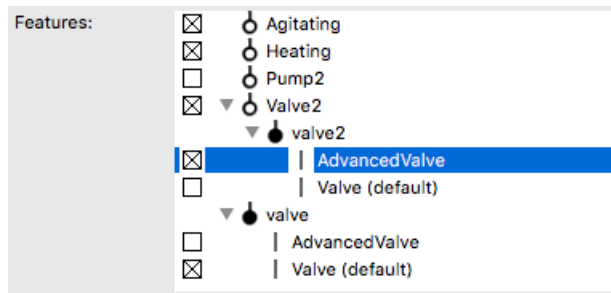 Features:
Agitating
Heating
Pump2
Valve2
valve2
AdvancedValve
Valve (default)
valve
AdvancedValve
Valve (default)